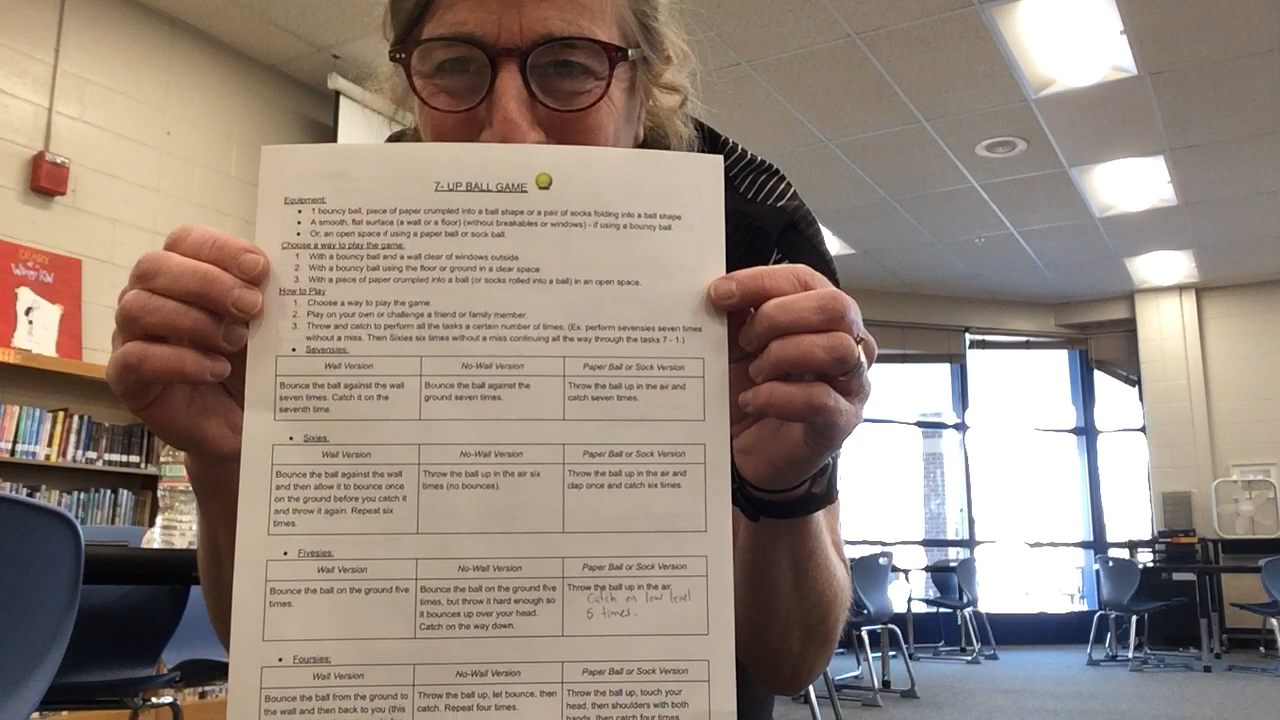 7- UP BALL GAME
Equipment:
1 bouncy ball, piece of paper crumpled into a ball shape or a pair of socks folding into a ball shape.
A smooth, flat surface (a wall or a floor) (without breakables or windows) - if using a bouncy ball.
Or, an open space if using a paper ball or sock ball.
Choose a way to play the game.
1. With a bouncy ball and a wall clear of windows outside.
2. With a bouncy ball using the floor or ground in a clear space.
3. With a piece of paper crumpled into a ball (or socks rolled into a ball) in an open space.
How to Play
1. Choose a way to play the game.
2. Play on your own or challenge a friend or family member.
3. Throw and catch to perform all the tasks a certain number of times. (Ex. perform sevensies seven times
without a miss. Then Sixies six times without a miss continuing all the way through the tasks 7 - 1.)
Sevensies:
Wall Version
Bounce the ball against the wall
seven times. Catch it on the
seventh time.
No-Wall Version
Bounce the ball against the
ground seven times.
Paper Ball or Sock Version
Throw the ball up in the air and
catch seven times.
Sixies:
Wall Version
Bounce the ball against the wall
and then allow it to bounce once
on the ground before you catch it
and throw it again. Repeat six
times.
No-Wall Version
Throw the ball up in the air six
times (no bounces).
Paper Ball or Sock Version
Throw the ball up in the air and
clap once and catch six times.
Fivesies:
Wall Version
Bounce the ball on the ground five
times.
No-Wall Version
Bounce the ball on the ground five
times, but throw it hard enough so
it bounces up over your head.
Catch on the way down.
Paper Ball or Sock Version
Throw the ball up in the air
Catch on low level
5 times.
Foursies:
Wall Version
Bounce the ball from the ground to
the wall and then back to you (this
No-Wall Version
Throw the ball up, let bounce, then
catch. Repeat four times.
Paper Ball or Sock Version
Throw the ball up, touch your
head, then shoulders with both
hands, then catch four times.
DIARY
Wimpy Kid